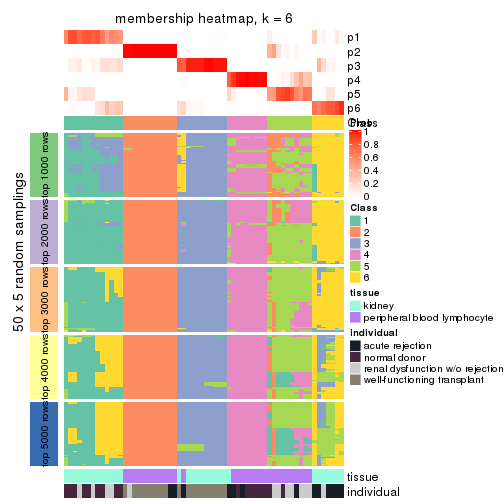 membership heatmap, k = 6
p1
p2
p3
p4
p5
p6
Class
Prob
1
0.8
0.6
0.4
0.2
0
Class
1
2
3
4
5
6
tissue
kidney
peripheral blood lymphocyte
individual
acute rejection
normal donor
renal dysfunction w/o rejection
well-functioning transplant
50 x 5 random samplings
top 1000 rows
top 2000 rows
top 3000 rows
top 4000 rows
top 5000 rows
tissue
individual